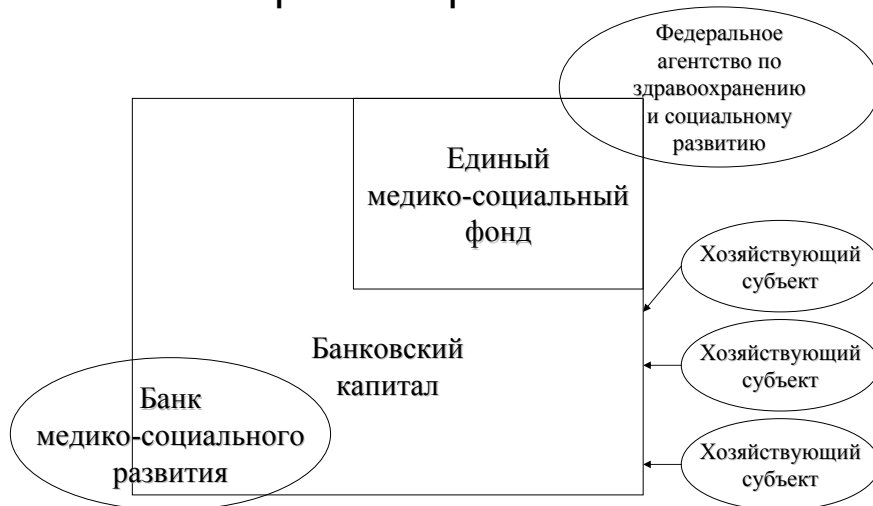 Федеральное
агентство по
здравоохранению
и социальному
развитию
Единый
медико-социальный
фонд
Хозяйствующий
субъект
Банковский
капитал
Хозяйствующий
субъект
Банк
медико-социального
развития
Хозяйствующий
субъект